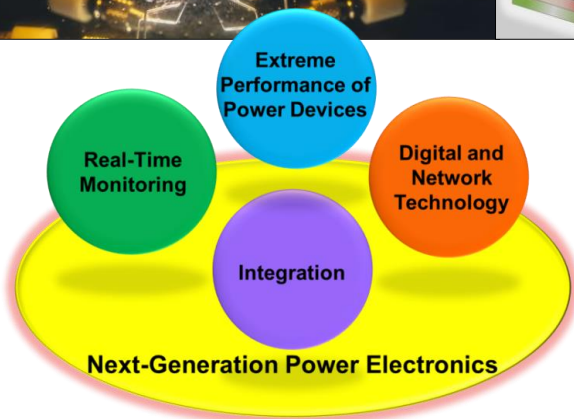 Extreme
Performance of
Power Devices
Real-Time
Monitoring
Digital and
Network
Technology
Integration
Next-Generation Power Electronics